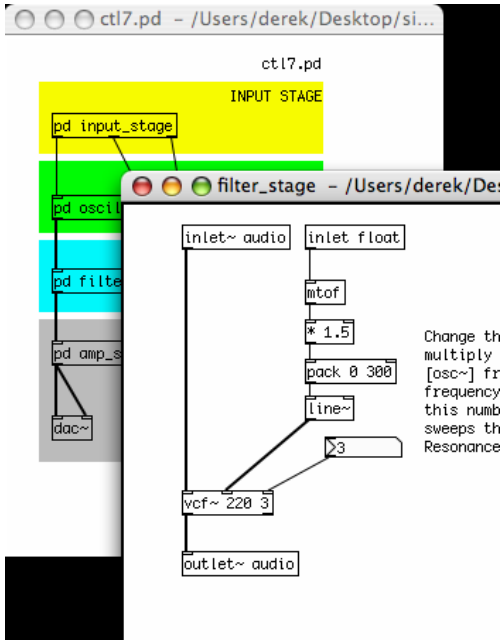 ctl7.pd - /Users/derek/Desktop/si...
ctl7.pd
INPUT STAGE
pd input_stage
pd oscil
pd filte
pd amp_s
dac~
filter_stage - /Users/derek/Des
inlet~ audio
inlet float
mtof
* 1.5
pack 0 300
line~
3
vcf~ 220 3
outlet~ audio
Change th
multiply
[osc~] fr
frequency
this numb
sweeps th
Resonance